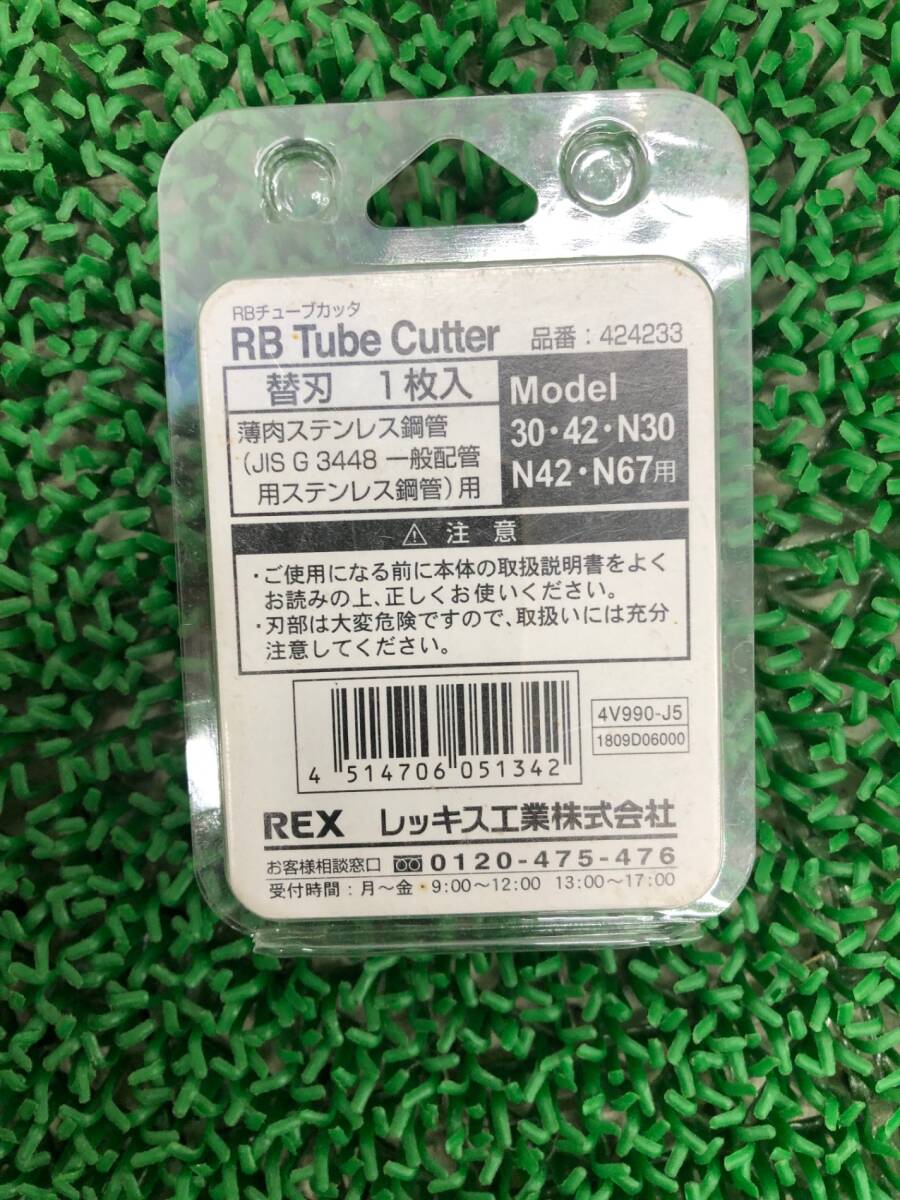 RBチューブカッタ
RB Tube Cutter 品番：424233
替刃 1枚入
薄肉ステンレス鋼管
(JIS G 3448 一般配管
用ステンレス鋼管)用
Model
30・42・N30
N42・N67用
⚠ 注意
・ご使用になる前に本体の取扱説明書をよく
お読みの上、正しくお使いください。
・刃部は大変危険ですので、取扱いには充分
注意してください。
4 514706 051342
4V990-J5
1809D06000
REX レッキス工業株式会社
お客様相談窓口 0120-475-476
受付時間：月〜金・9:00〜12:00 13:00〜17:00